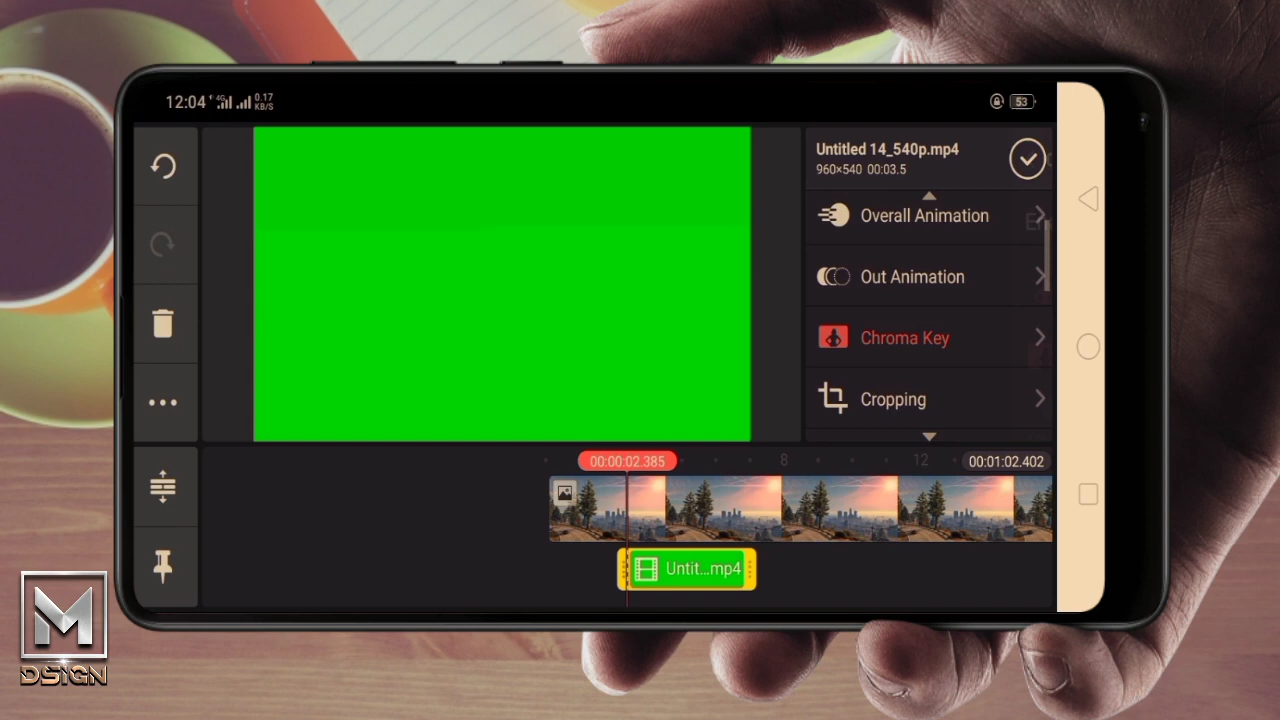 12:04
4G
0.17
KB/S
53
Untitled 14_540p.mp4
960×540 00:03.5
Overall Animation
Out Animation
Chroma Key
Cropping
00:00:02.385
8
12
00:01:02.402
Untit...mp4
M
DSIGN